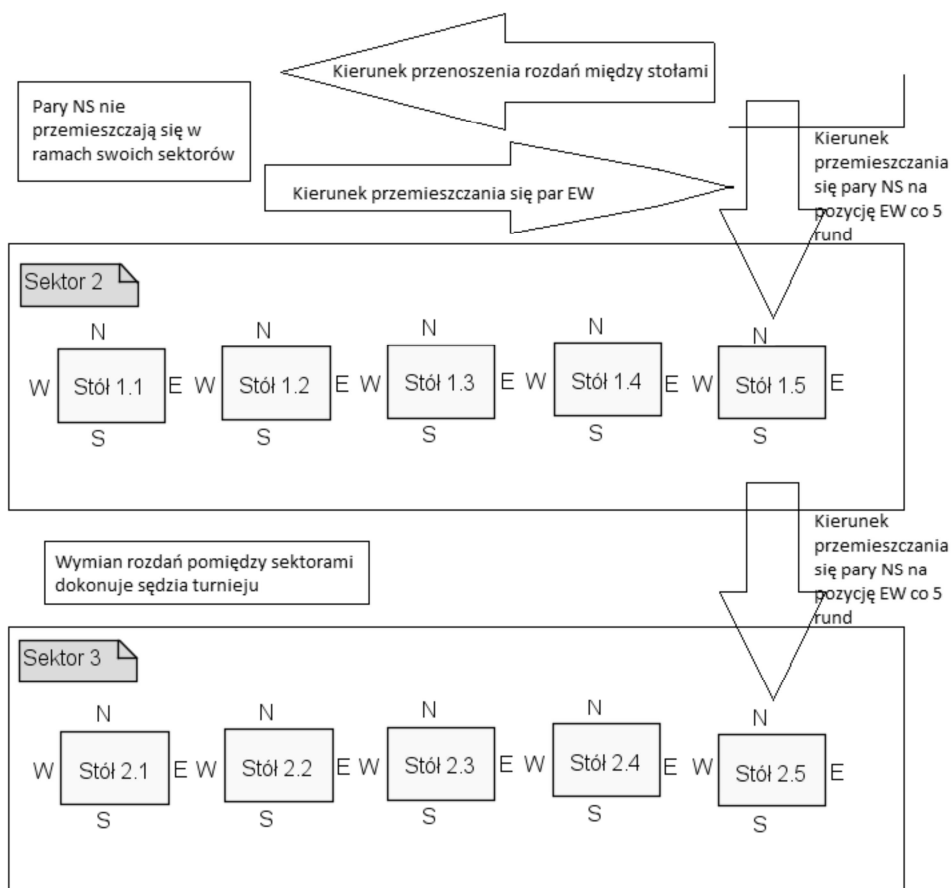 Kierunek przenoszenia rozdań między stołami
Pary NS nie
przemieszczają się w
ramach swoich sektorów
Kierunek przemieszczania się par EW
Kierunek
przemieszczania
się pary NS na
pozycję EW co 5
rund
Sektor 2
N N N N N
W Stół 1.1 E W Stół 1.2 E W Stół 1.3 E W Stół 1.4 E W Stół 1.5 E
S S S S S
Wymian rozdań pomiędzy sektorami
dokonuje sędzia turnieju
Kierunek
przemieszczania
się pary NS na
pozycję EW co 5
rund
Sektor 3
N N N N N
W Stół 2.1 E W Stół 2.2 E W Stół 2.3 E W Stół 2.4 E W Stół 2.5 E
S S S S S